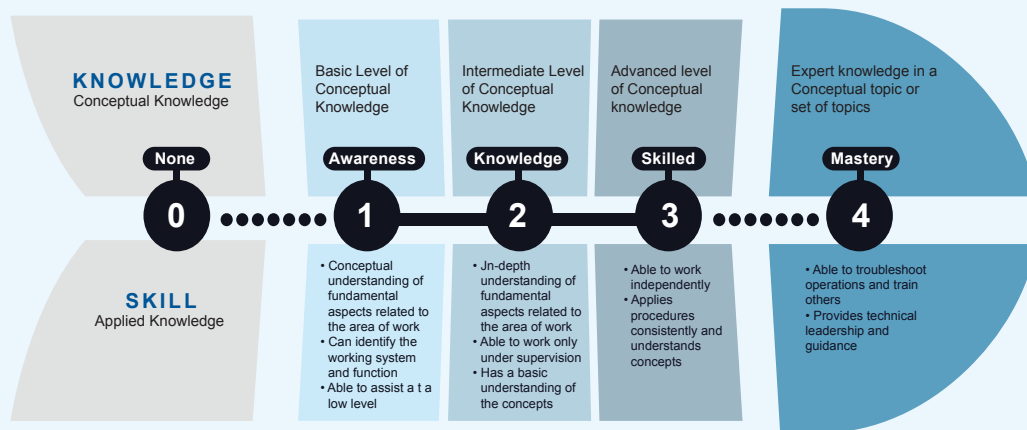 KNOWLEDGE
Conceptual Knowledge
Basic Level of
Conceptual
Knowledge
Intermediate Level
of Conceptual
Knowledge
Advanced level
of Conceptual
knowledge
Expert knowledge in a
Conceptual topic or
set of topics
None
Awareness
Knowledge
Skilled
Mastery
0
1
2
3
4
SKILL
Applied Knowledge
• Conceptual
understanding of
fundamental
aspects related to
the area of work
• Can identify the
working system
and function
• Able to assist a t a
low level
• Jn-depth
understanding of
fundamental
aspects related to
the area of work
• Able to work only
under supervision
• Has a basic
understanding of
the concepts
• Able to work
independently
• Applies
procedures
consistently and
understands
concepts
• Able to troubleshoot
operations and train
others
• Provides technical
leadership and
guidance